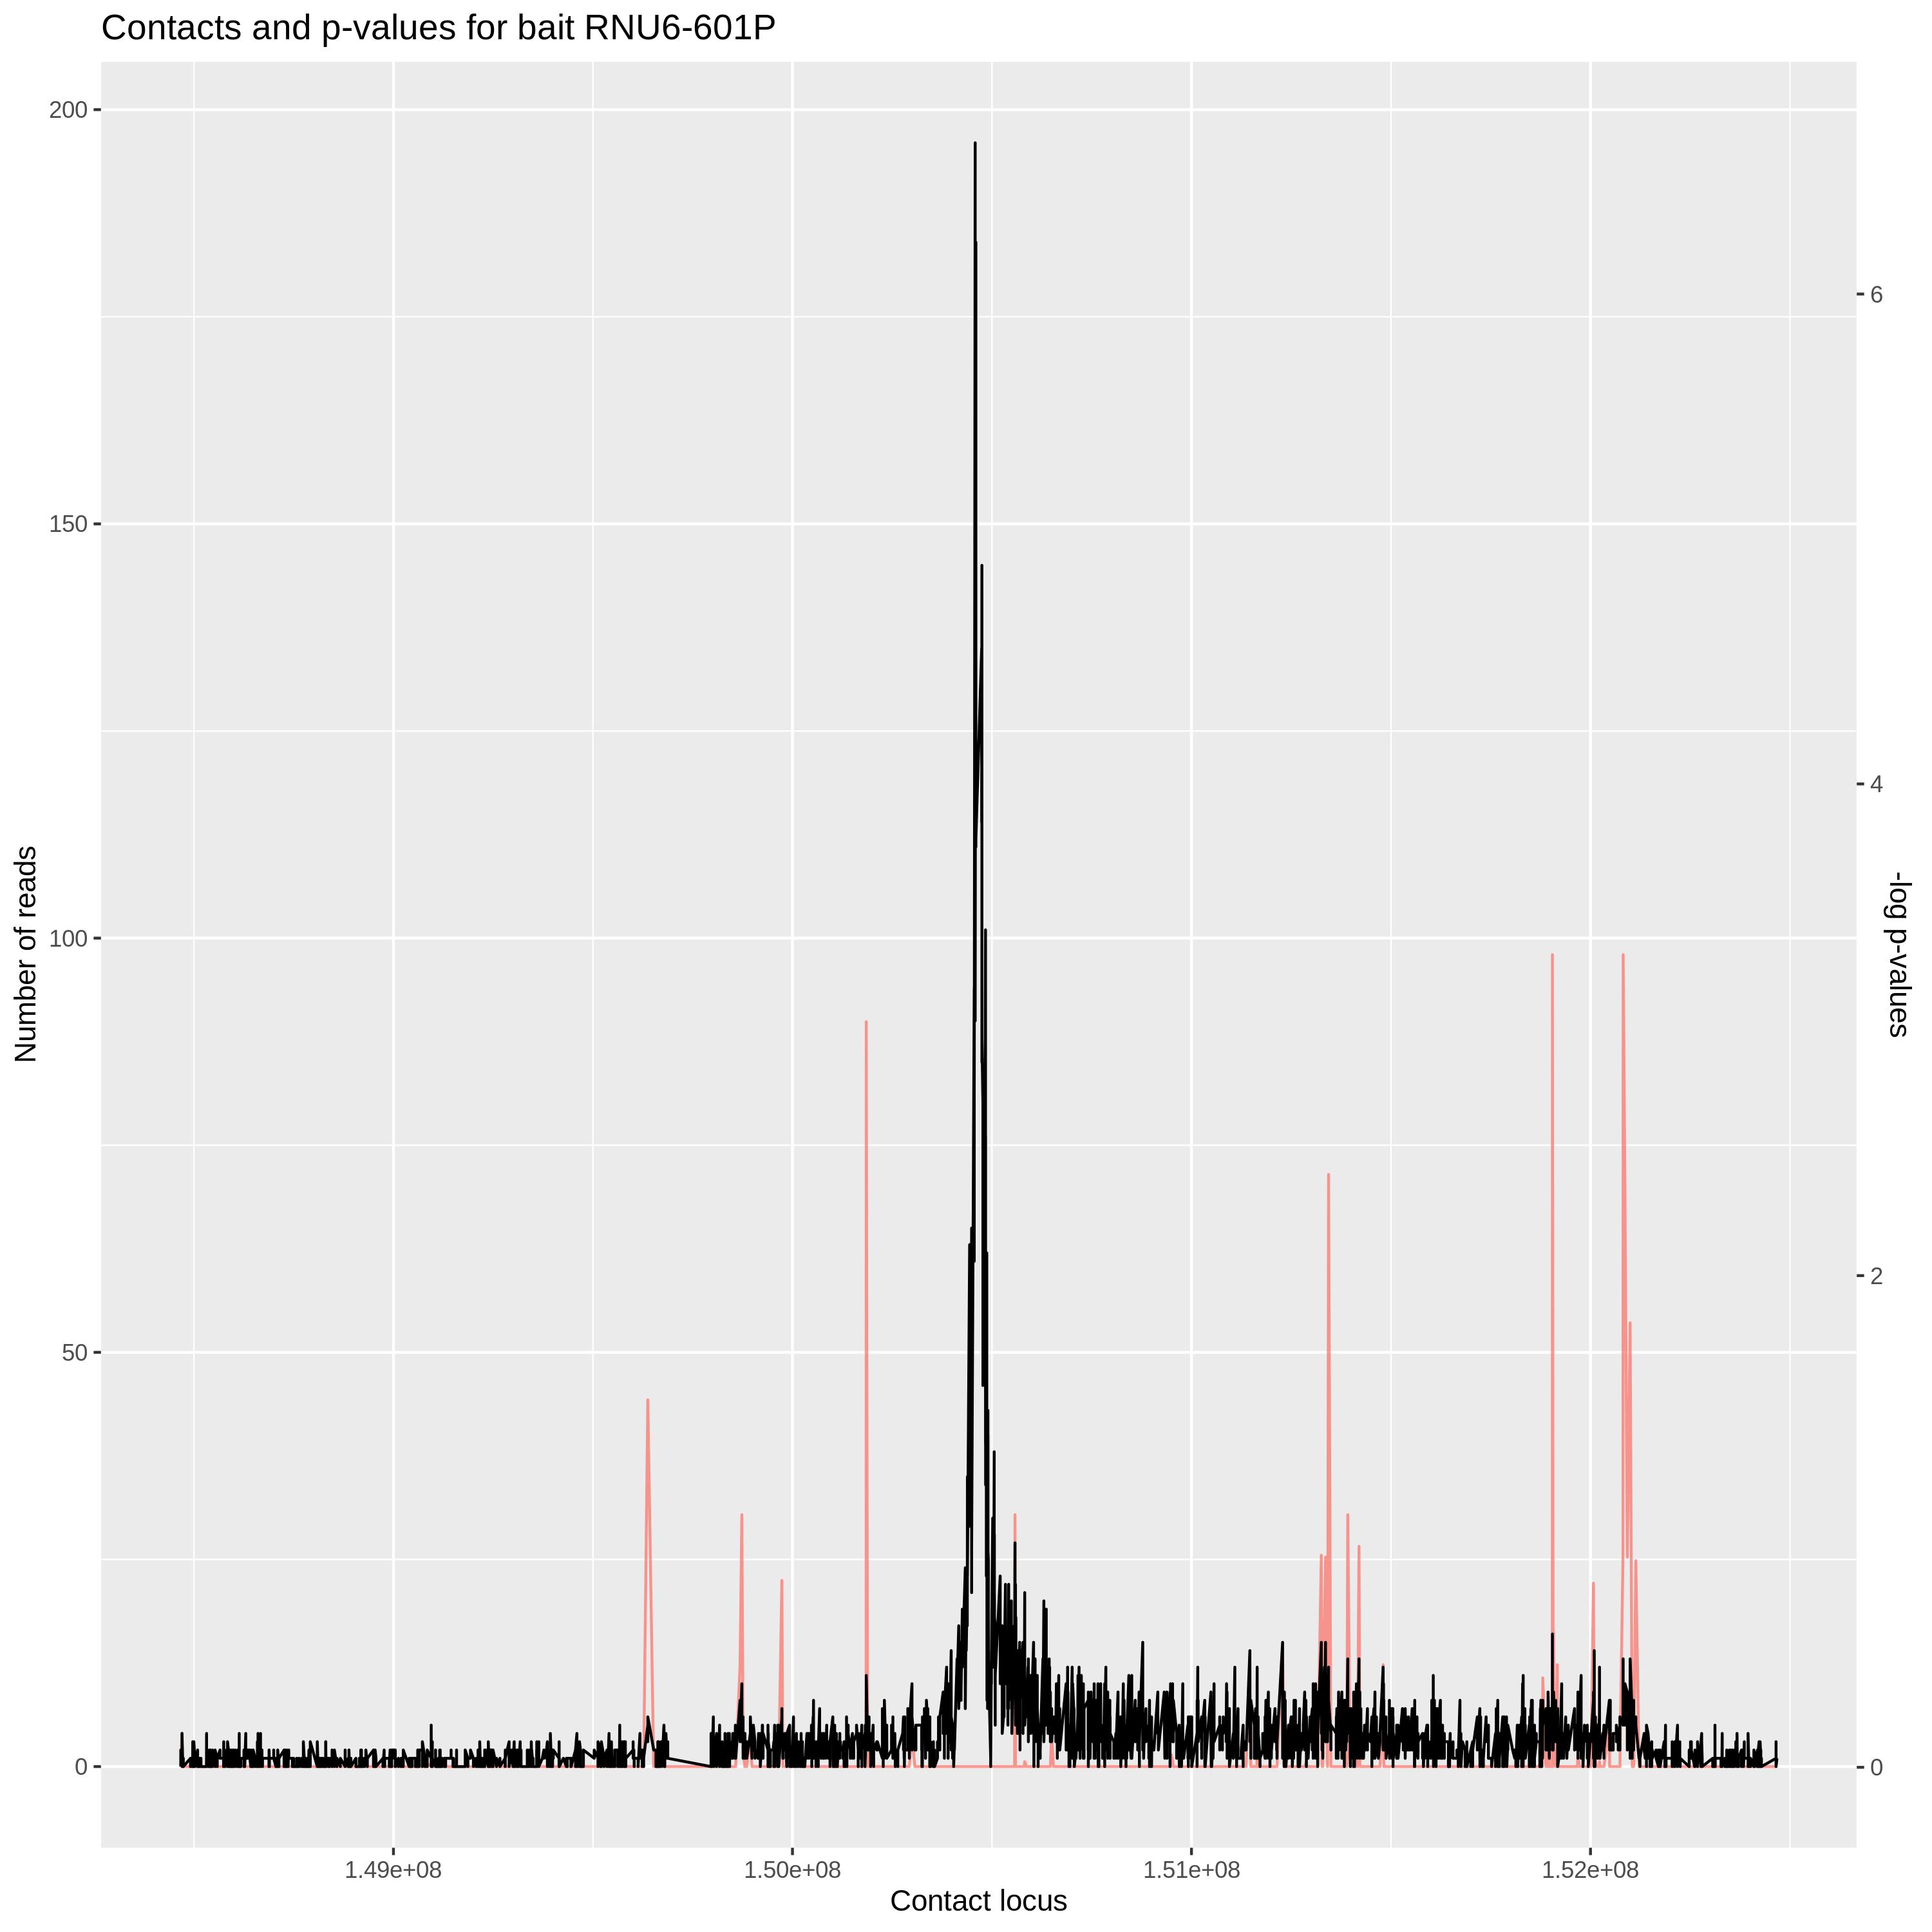 Contacts and p-values for bait RNU6-601P
200
150
100
50
0
Number of reads
6
4
2
0
-log p-values
1.49e+08
1.50e+08
1.51e+08
1.52e+08
Contact locus